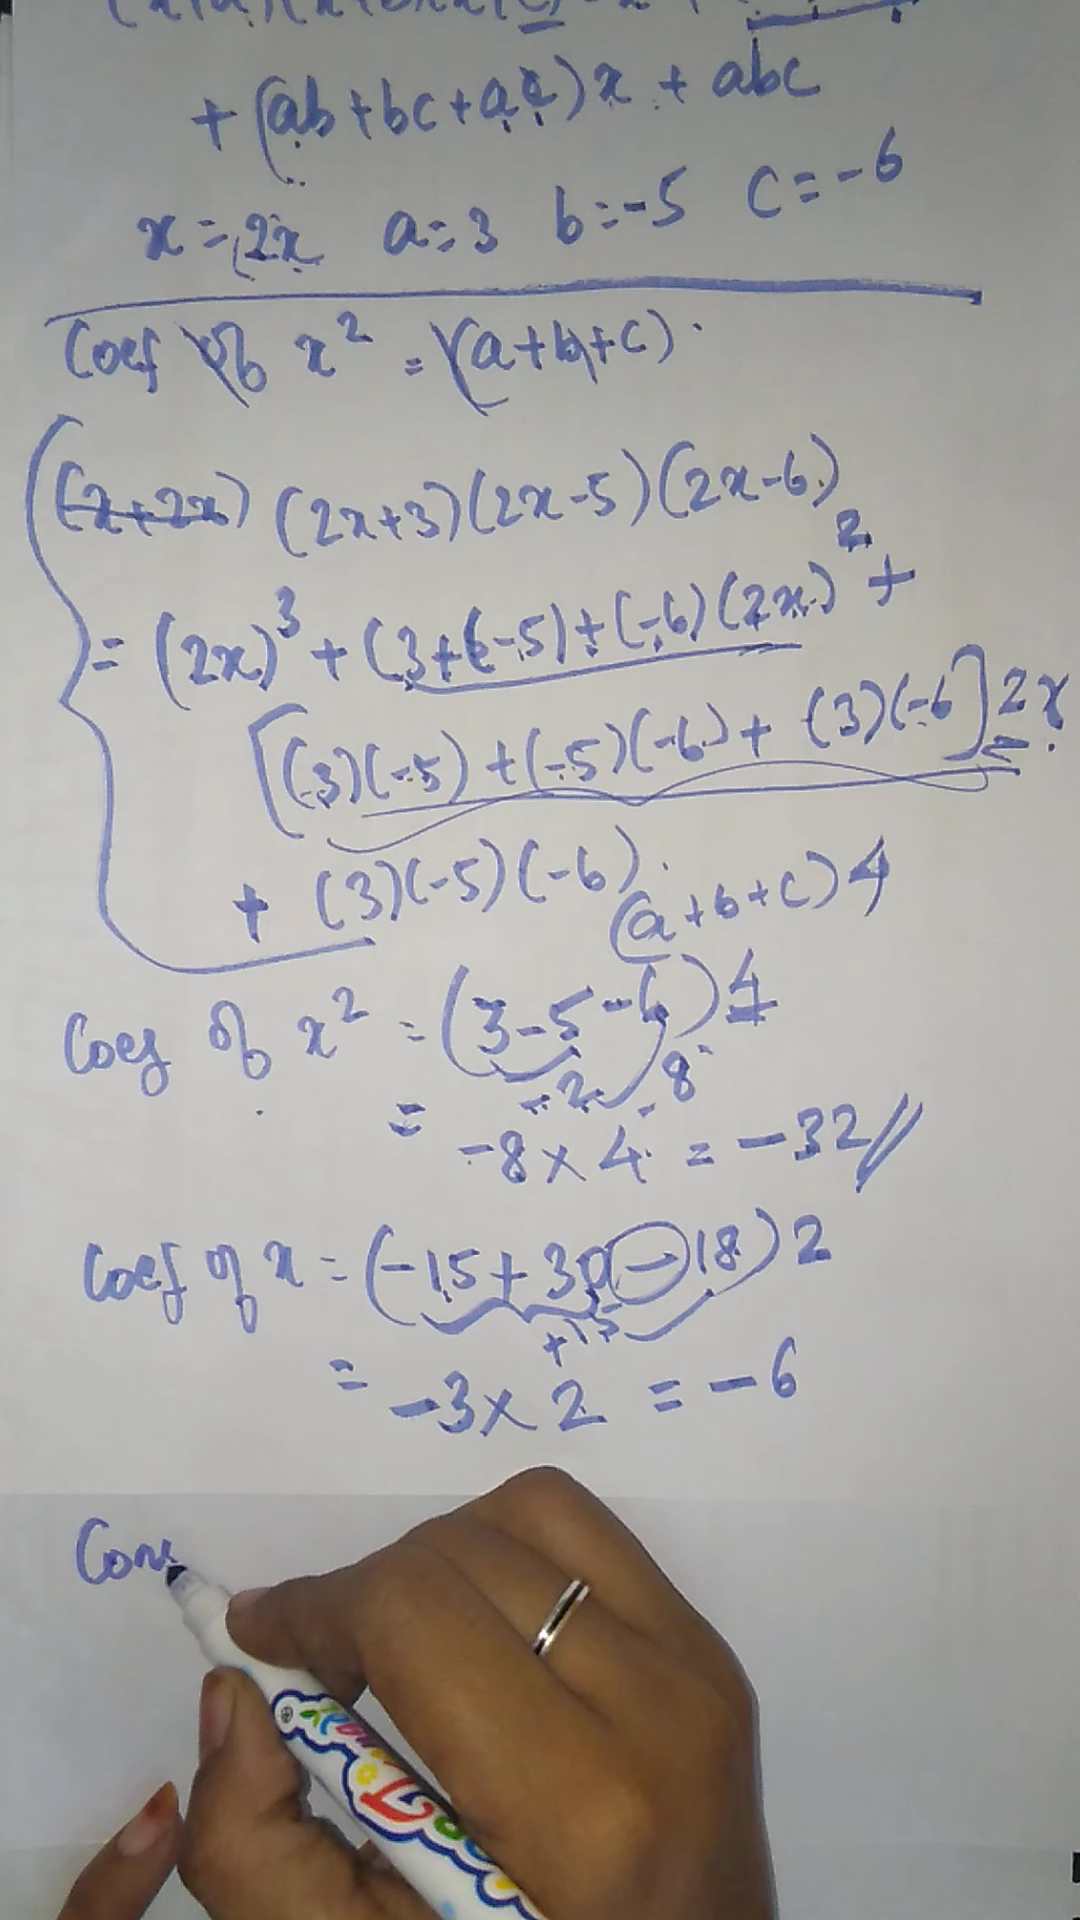 + (ab+bc+ac)x + abc
x = 2x a=3 b=-5 c=-6
Coef of x² = (a+b+c)
(x+2x) (2x+3)(2x-5)(2x-6)
= (2x)³ + (3+(-5)+(-6)(2x)² +
[(3)(-5)+(-5)(-6)+(3)(-6]2x
+ (3)(-5)(-6)
(a+b+c)4
Coef of x² = (3-5-6)4
-2 8
= -8×4 = -32//
Coef of x = (-15+30-18)2
+15
= -3×2 = -6
Cons